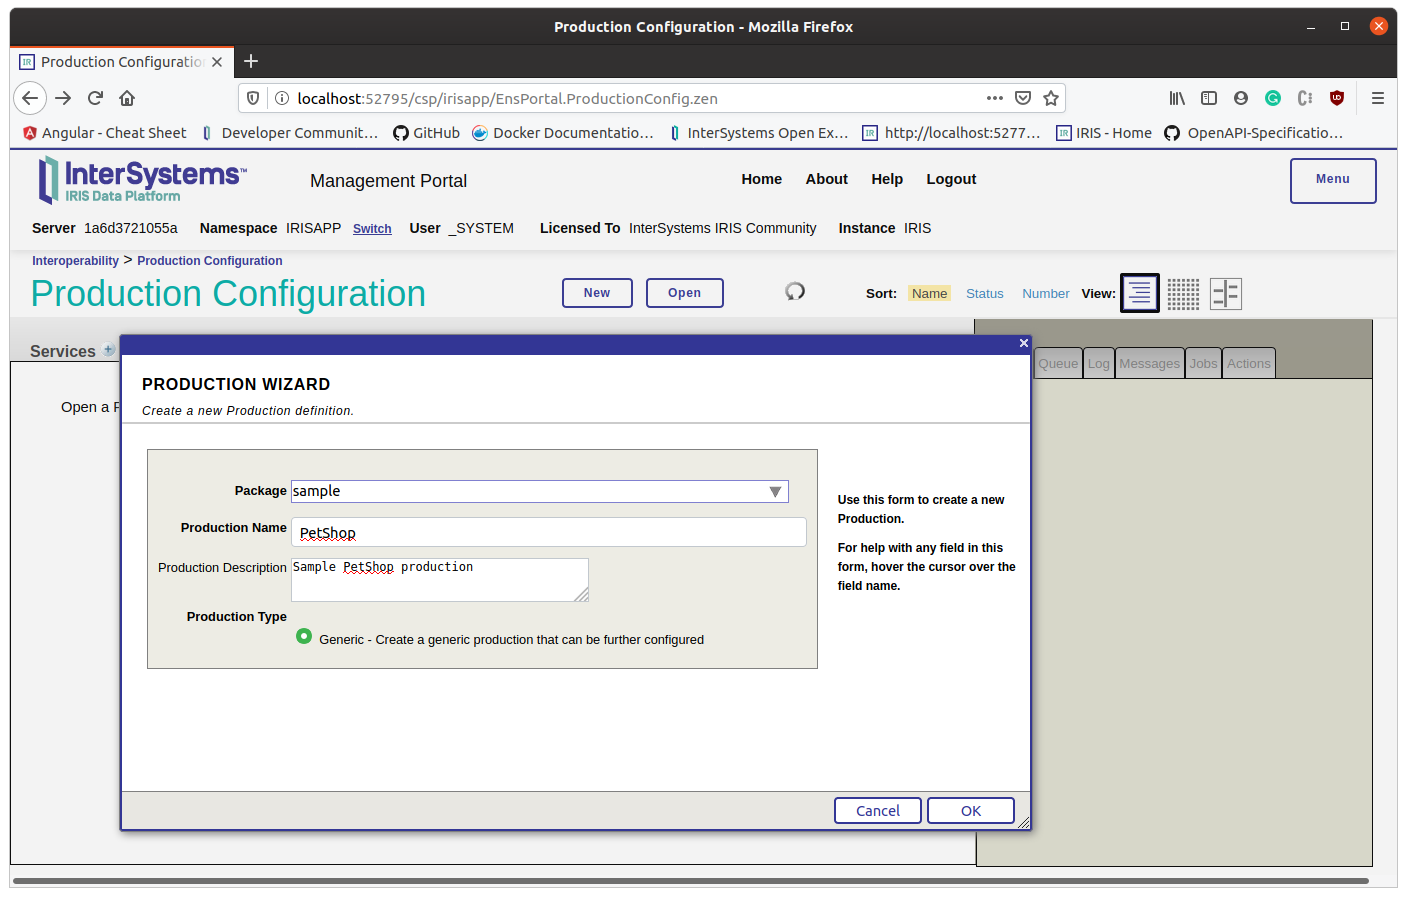 Production Configuration - Mozilla Firefox
Production Configuratio
localhost:52795/csp/irisapp/EnsPortal.ProductionConfig.zen
Angular - Cheat Sheet Developer Communit… GitHub Docker Documentatio… InterSystems Open Ex… http://localhost:5277… IRIS - Home OpenAPI-Specificatio…
InterSystems™
IRIS Data Platform
Management Portal
Home About Help Logout
Menu
Server 1a6d3721055a Namespace IRISAPP Switch User _SYSTEM Licensed To InterSystems IRIS Community Instance IRIS
Interoperability > Production Configuration
Production Configuration
New Open
Sort: Name Status Number View:
Services
Queue Log Messages Jobs Actions
Open a P
PRODUCTION WIZARD
Create a new Production definition.
Package sample
Production Name PetShop
Production Description Sample PetShop production
Production Type
Generic - Create a generic production that can be further configured
Use this form to create a new
Production.
For help with any field in this
form, hover the cursor over the
field name.
Cancel OK